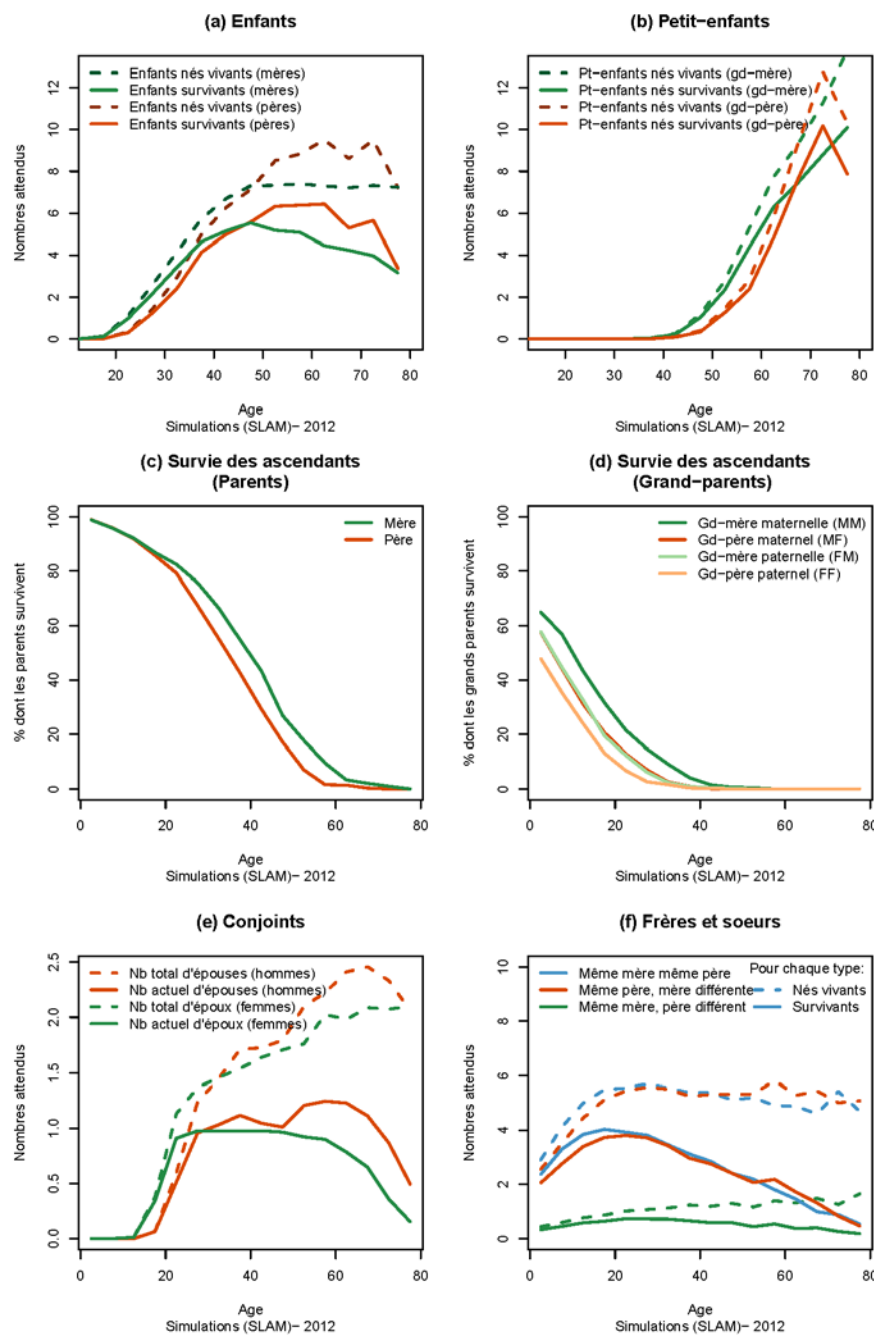 (a) Enfants
Enfants nés vivants (mères)
Enfants survivants (mères)
Enfants nés vivants (pères)
Enfants survivants (pères)
Nombres attendus
0
2
4
6
8
10
12
20
30
40
50
60
70
80
Age
Simulations (SLAM)– 2012
(b) Petit–enfants
Pt–enfants nés vivants (gd–mère)
Pt–enfants nés survivants (gd–mère)
Pt–enfants nés vivants (gd–père)
Pt–enfants nés survivants (gd–père)
Nombres attendus
0
2
4
6
8
10
12
20
30
40
50
60
70
80
Age
Simulations (SLAM)– 2012
(c) Survie des ascendants
(Parents)
Mère
Père
% dont les parents survivent
0
20
40
60
80
100
0
20
40
60
80
Age
Simulations (SLAM)– 2012
(d) Survie des ascendants
(Grand–parents)
Gd–mère maternelle (MM)
Gd–père maternel (MF)
Gd–mère paternelle (FM)
Gd–père paternel (FF)
% dont les grands parents survivent
0
20
40
60
80
100
0
20
40
60
80
Age
Simulations (SLAM)– 2012
(e) Conjoints
Nb total d'épouses (hommes)
Nb actuel d'épouses (hommes)
Nb total d'époux (femmes)
Nb actuel d'époux (femmes)
Nombres attendus
0.0
0.5
1.0
1.5
2.0
2.5
0
20
40
60
80
Age
Simulations (SLAM)– 2012
(f) Frères et soeurs
Même mère même père
Même père, mère différente
Même mère, père différent
Pour chaque type:
Nés vivants
Survivants
Nombres attendus
0
2
4
6
8
10
0
20
40
60
80
Age
Simulations (SLAM)– 2012